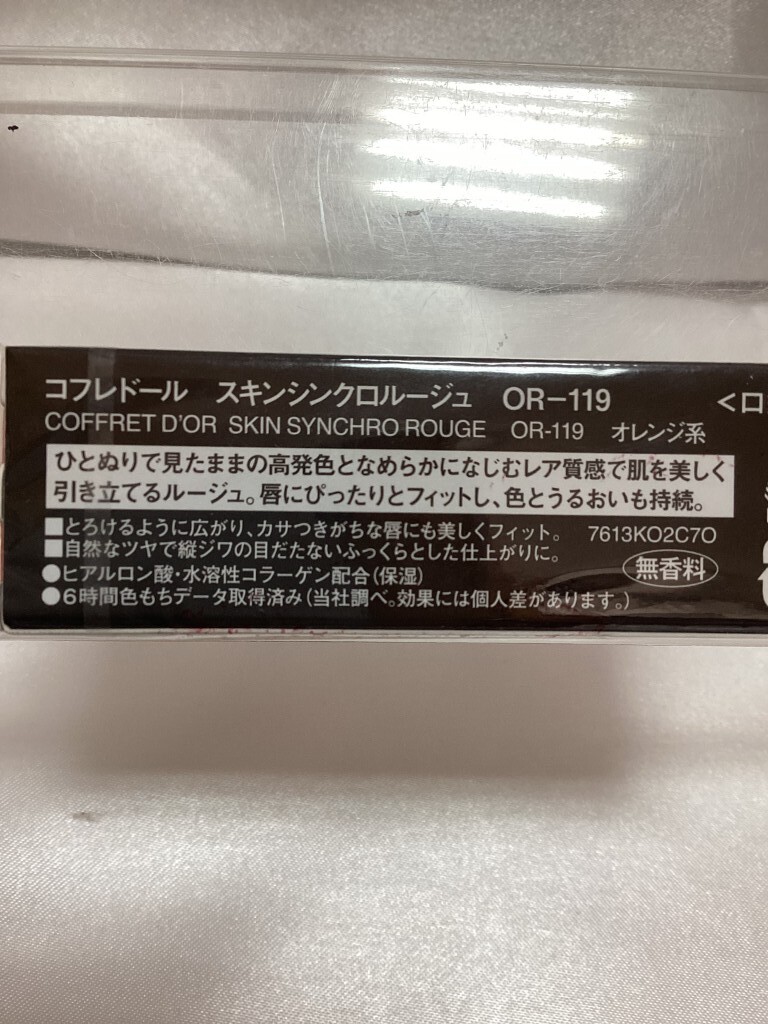 コフレドール　スキンシンクロルージュ　OR−119　<ロ
COFFRET D'OR SKIN SYNCHRO ROUGE　OR-119　オレンジ系
ひとぬりで見たままの高発色となめらかになじむレア質感で肌を美しく
引き立てるルージュ。唇にぴったりとフィットし、色とうるおいも持続。
■とろけるように広がり、カサつきがちな唇にも美しくフィット。　7613KO2C7O
■自然なツヤで縦ジワの目だたないふっくらとした仕上がりに。
無香料
●ヒアルロン酸・水溶性コラーゲン配合(保湿)
●6時間色もちデータ取得済み(当社調べ。効果には個人差があります。)